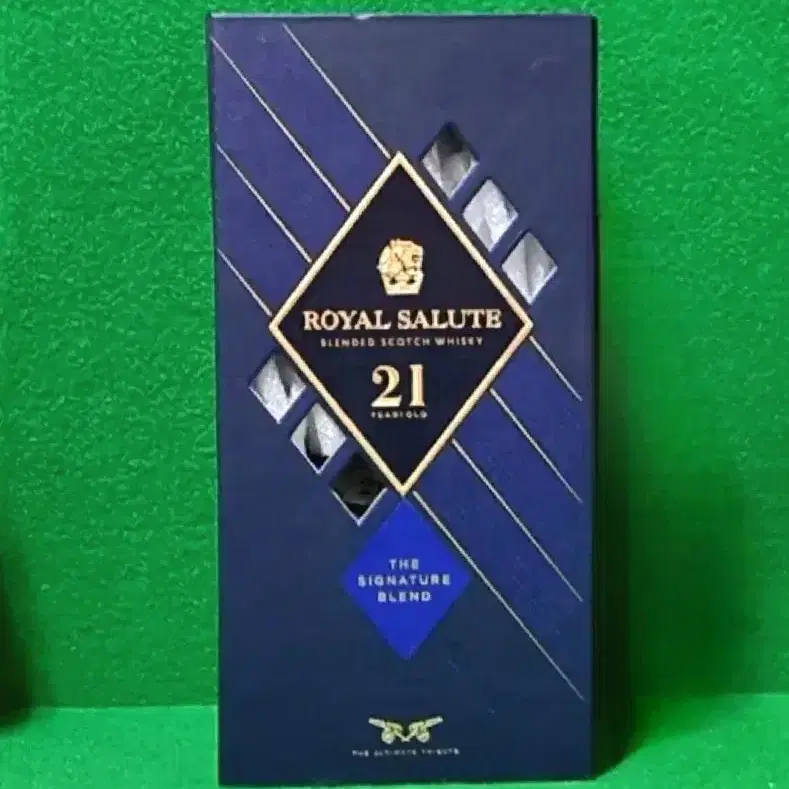 ROYAL SALUTE
BLENDED SCOTCH WHISKY
21
YEARS OLD
THE
SIGNATURE
BLEND
THE ULTIMATE TRIBUTE